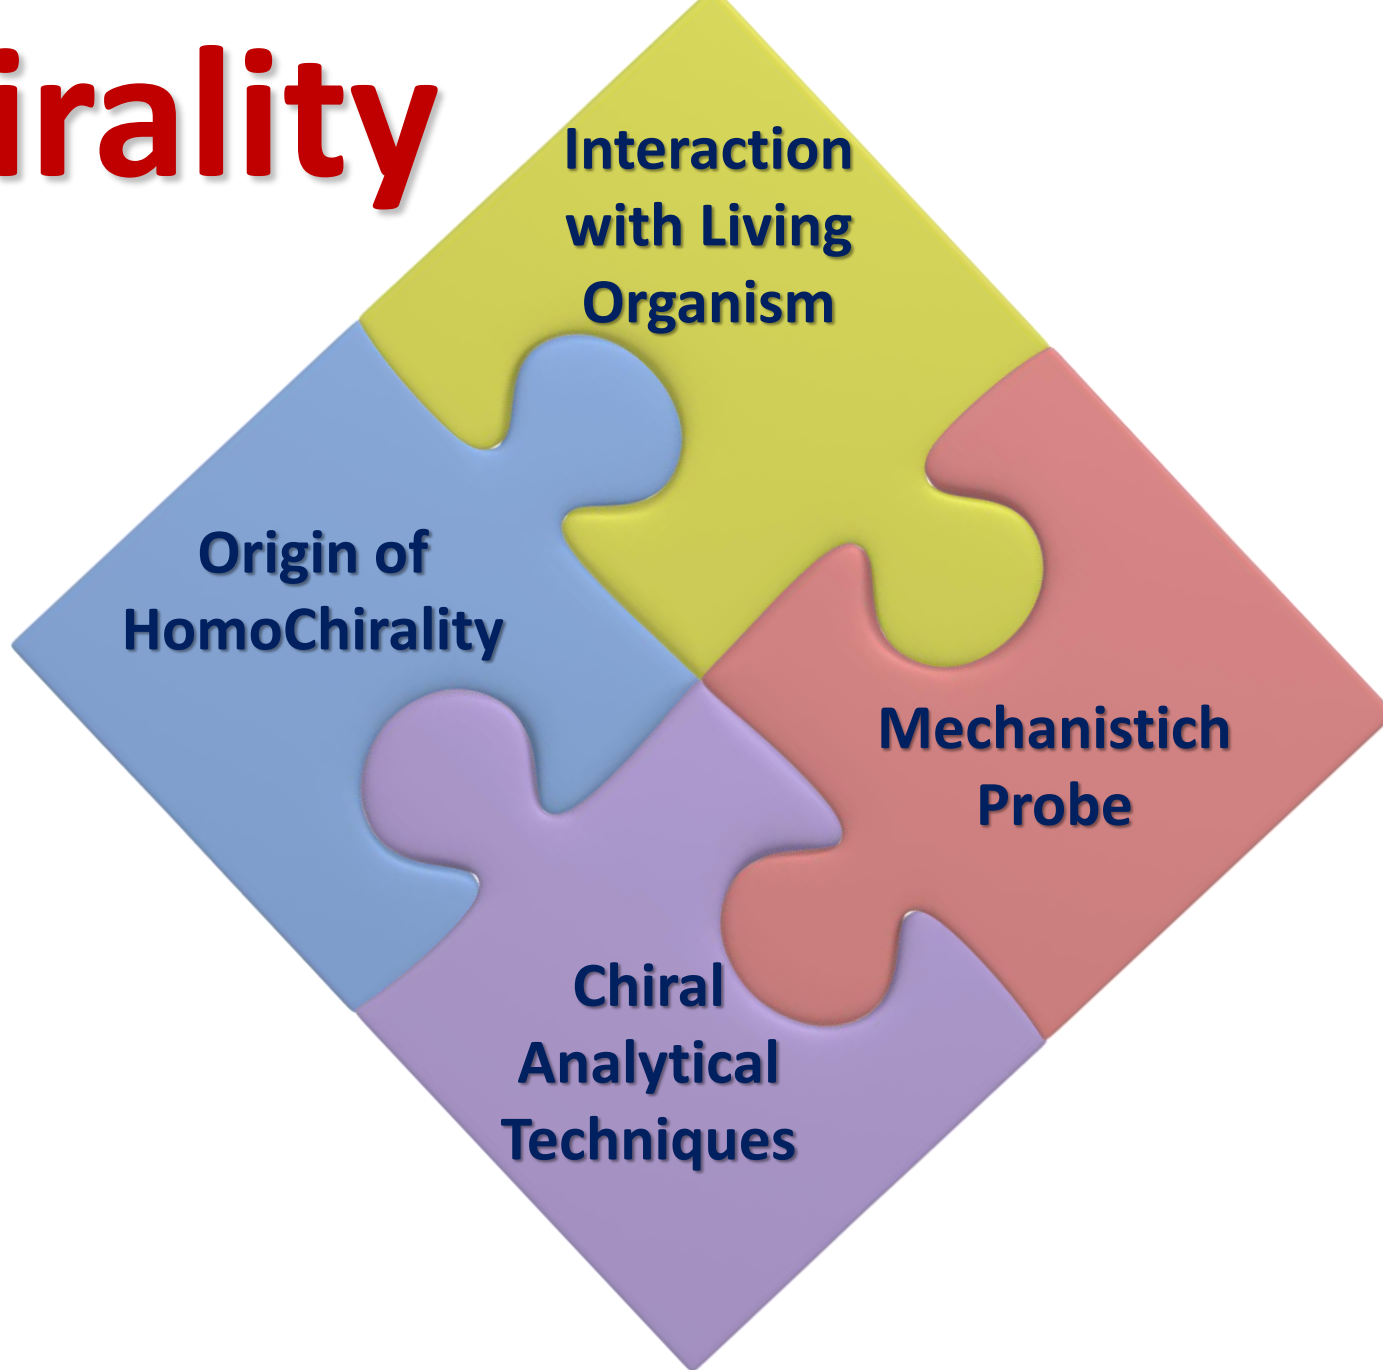 irality
Interaction
with Living
Organism
Origin of
HomoChirality
Mechanistich
Probe
Chiral
Analytical
Techniques